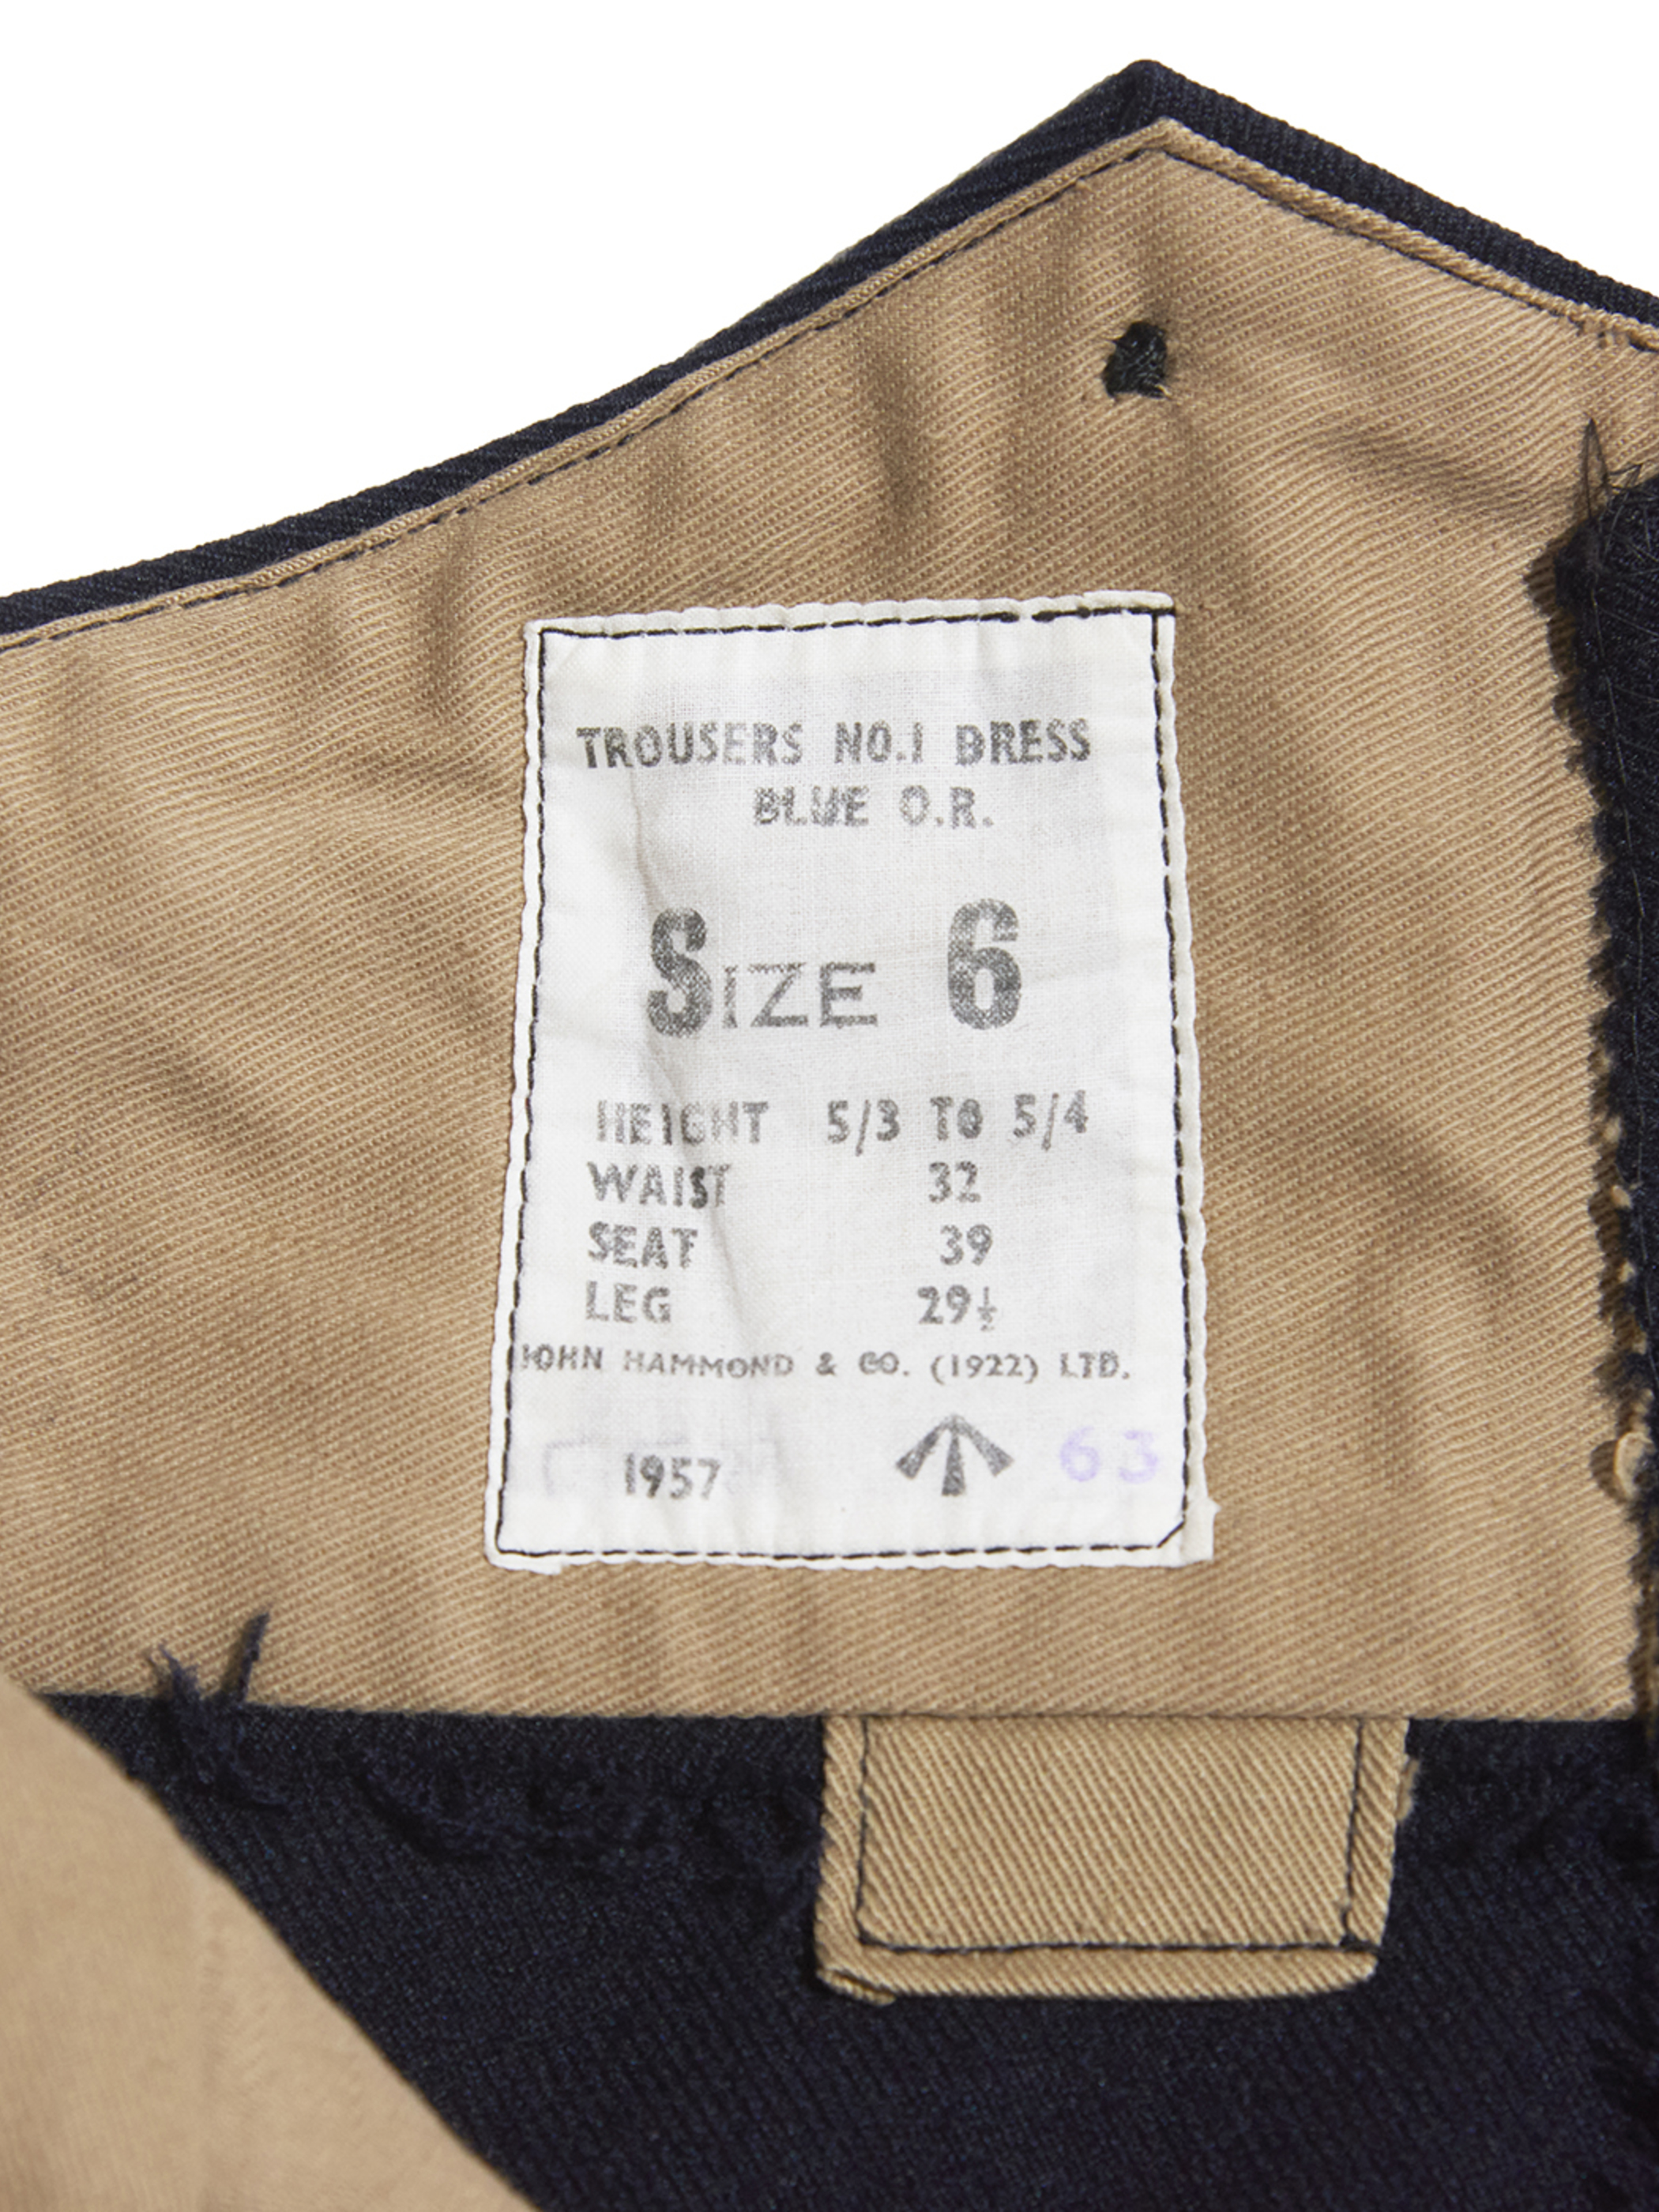 TROUSERS NO.1 DRESS
BLUE O.R.
SIZE 6
HEIGHT 5/3 TO 5/4
WAIST 32
SEAT 39
LEG 29½
JOHN HAMMOND & CO. (1922) LTD.
1957 63